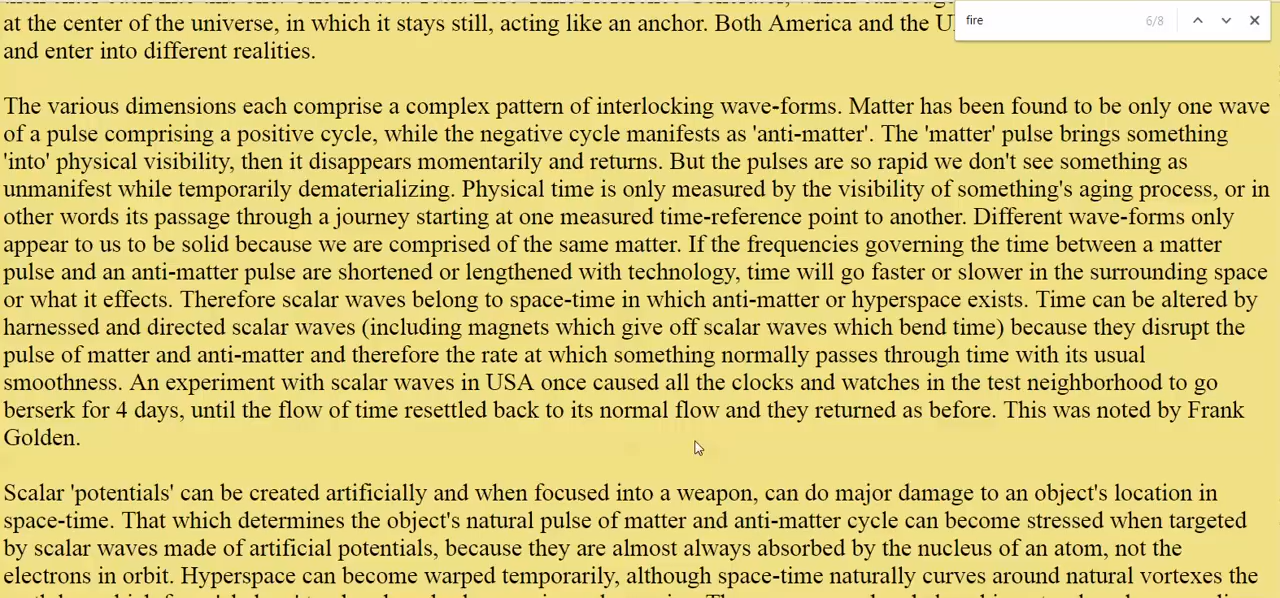 at the center of the universe, in which it stays still, acting like an anchor. Both America and the U
and enter into different realities.
fire
6/8
The various dimensions each comprise a complex pattern of interlocking wave-forms. Matter has been found to be only one wave
of a pulse comprising a positive cycle, while the negative cycle manifests as 'anti-matter'. The 'matter' pulse brings something
'into' physical visibility, then it disappears momentarily and returns. But the pulses are so rapid we don't see something as
unmanifest while temporarily dematerializing. Physical time is only measured by the visibility of something's aging process, or in
other words its passage through a journey starting at one measured time-reference point to another. Different wave-forms only
appear to us to be solid because we are comprised of the same matter. If the frequencies governing the time between a matter
pulse and an anti-matter pulse are shortened or lengthened with technology, time will go faster or slower in the surrounding space
or what it effects. Therefore scalar waves belong to space-time in which anti-matter or hyperspace exists. Time can be altered by
harnessed and directed scalar waves (including magnets which give off scalar waves which bend time) because they disrupt the
pulse of matter and anti-matter and therefore the rate at which something normally passes through time with its usual
smoothness. An experiment with scalar waves in USA once caused all the clocks and watches in the test neighborhood to go
berserk for 4 days, until the flow of time resettled back to its normal flow and they returned as before. This was noted by Frank
Golden.
Scalar 'potentials' can be created artificially and when focused into a weapon, can do major damage to an object's location in
space-time. That which determines the object's natural pulse of matter and anti-matter cycle can become stressed when targeted
by scalar waves made of artificial potentials, because they are almost always absorbed by the nucleus of an atom, not the
electrons in orbit. Hyperspace can become warped temporarily, although space-time naturally curves around natural vortexes the